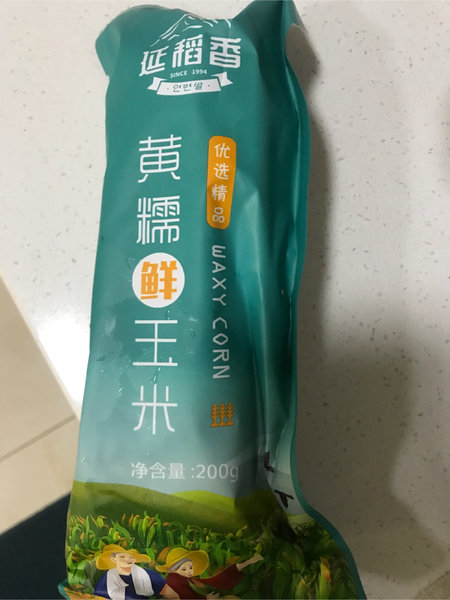 延稻香
SINCE 1994
·연변쌀·
优选精品
黄糯鲜玉米
WAXY CORN
净含量:200g